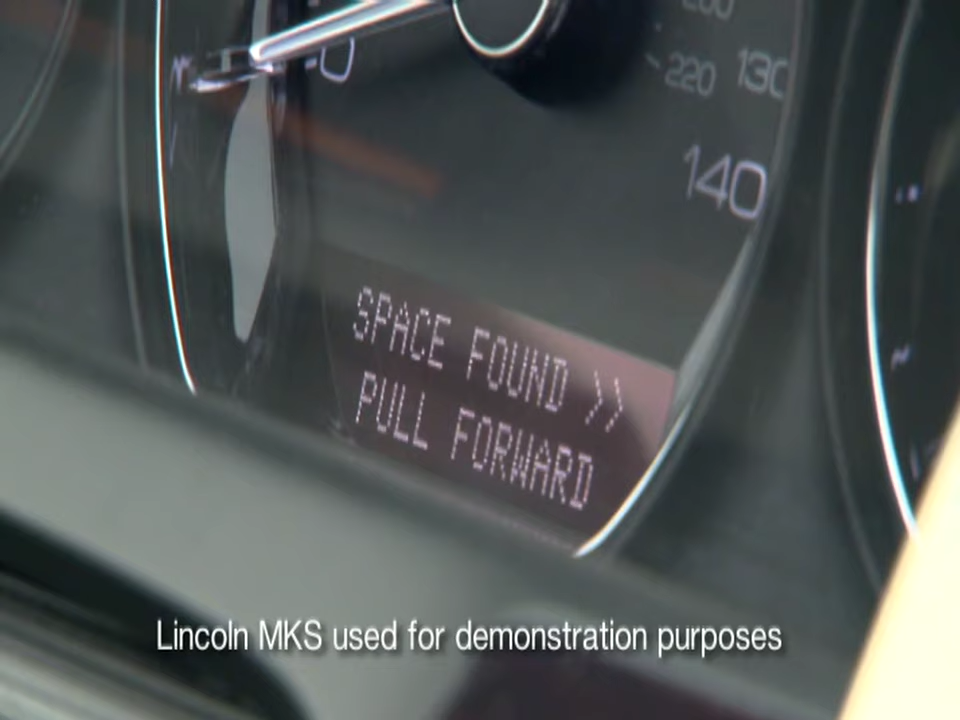 220 130
140
SPACE FOUND >>
PULL FORWARD
Lincoln MKS used for demonstration purposes